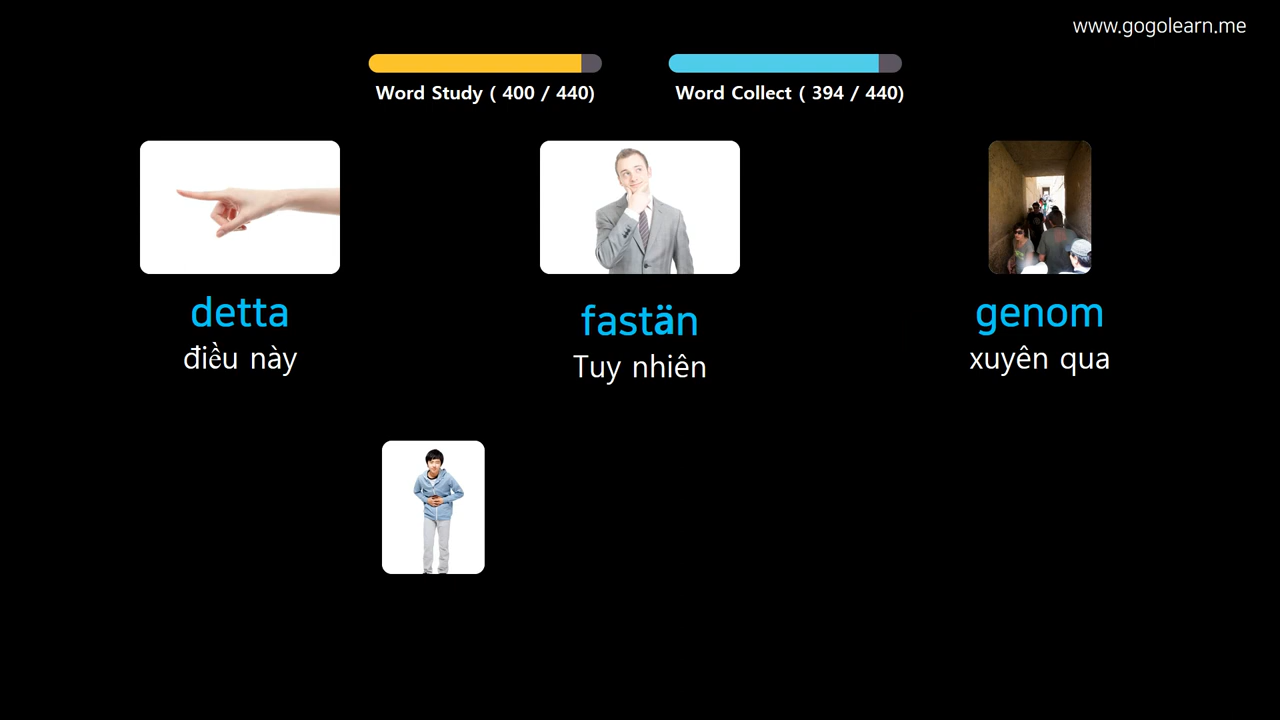 www.gogolearn.me
Word Study ( 400 / 440)
Word Collect ( 394 / 440)
detta
điều này
fastän
Tuy nhiên
genom
xuyên qua